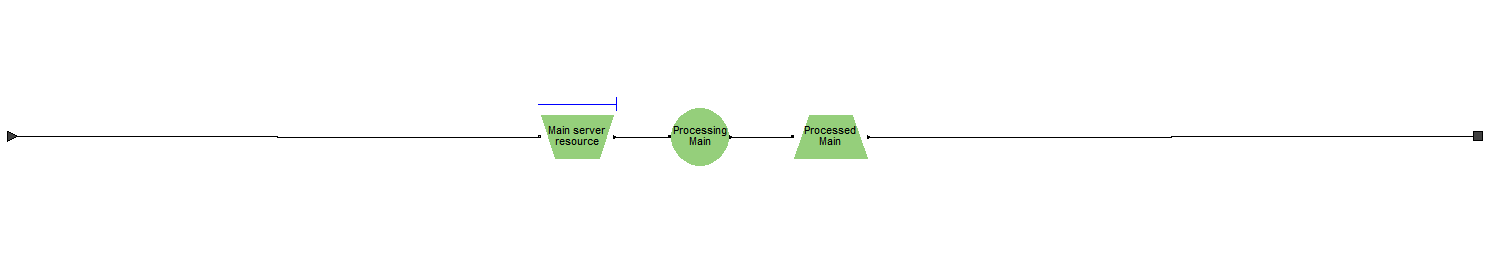 Main server
resource
Processing
Main
Processed
Main